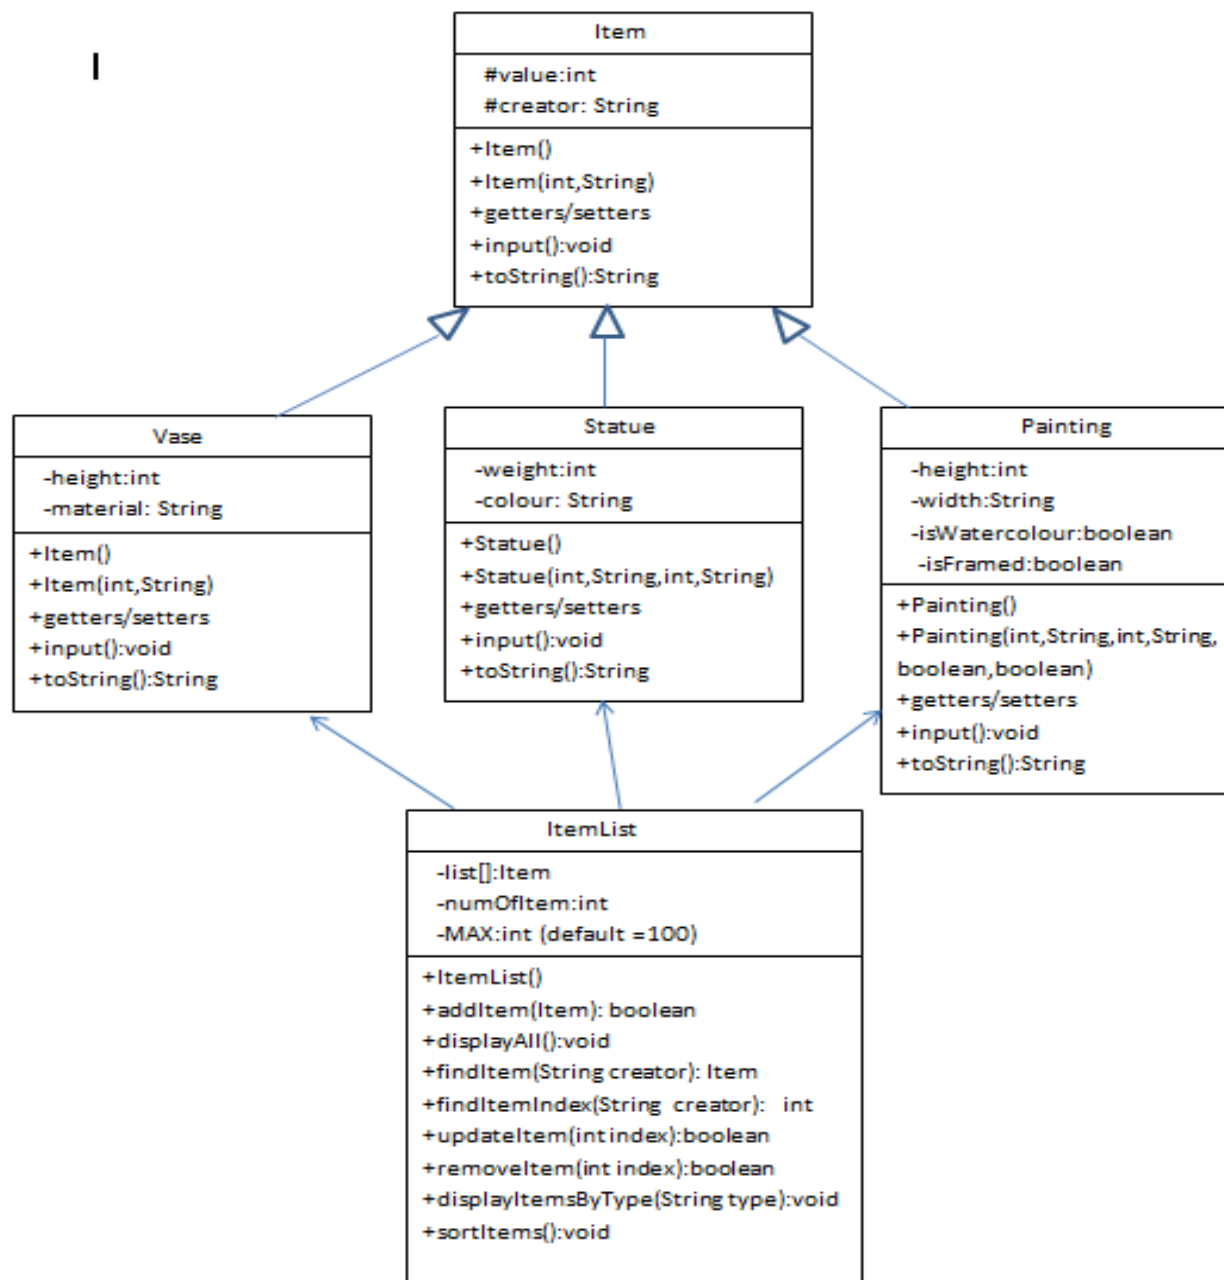 I
Item
#value:int
#creator: String
+Item()
+Item(int,String)
+getters/setters
+input():void
+toString():String
Vase
-height:int
-material: String
+Item()
+Item(int,String)
+getters/setters
+input():void
+toString():String
Statue
-weight:int
-colour: String
+Statue()
+Statue(int,String,int,String)
+getters/setters
+input():void
+toString():String
Painting
-height:int
-width:String
-isWatercolour:boolean
-isFramed:boolean
+Painting()
+Painting(int,String,int,String,
boolean,boolean)
+getters/setters
+input():void
+toString():String
ItemList
-list[]:Item
-numOfItem:int
-MAX:int (default =100)
+ItemList()
+addItem(Item): boolean
+displayAll():void
+findItem(String creator): Item
+findItemIndex(String creator): int
+updateItem(int index):boolean
+removeItem(int index):boolean
+displayItemsByType(String type):void
+sortItems():void